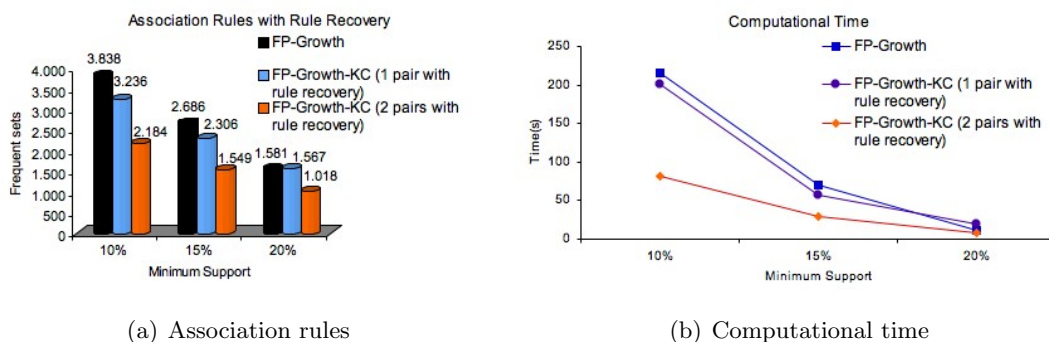 Association Rules with Rule Recovery
FP-Growth
FP-Growth-KC (1 pair with
rule recovery)
FP-Growth-KC (2 pairs with
rule recovery)
3.838
3.236
2.184
2.686
2.306
1.549
1.581
1.567
1.018
4.000
3.500
3.000
2.500
2.000
1.500
1.000
500
0
Frequent sets
10%
15%
20%
Minimum Support
(a) Association rules
Computational Time
FP-Growth
FP-Growth-KC (1 pair with
rule recovery)
FP-Growth-KC (2 pairs with
rule recovery)
250
200
150
100
50
0
Time(s)
10%
15%
20%
Minimum Support
(b) Computational time